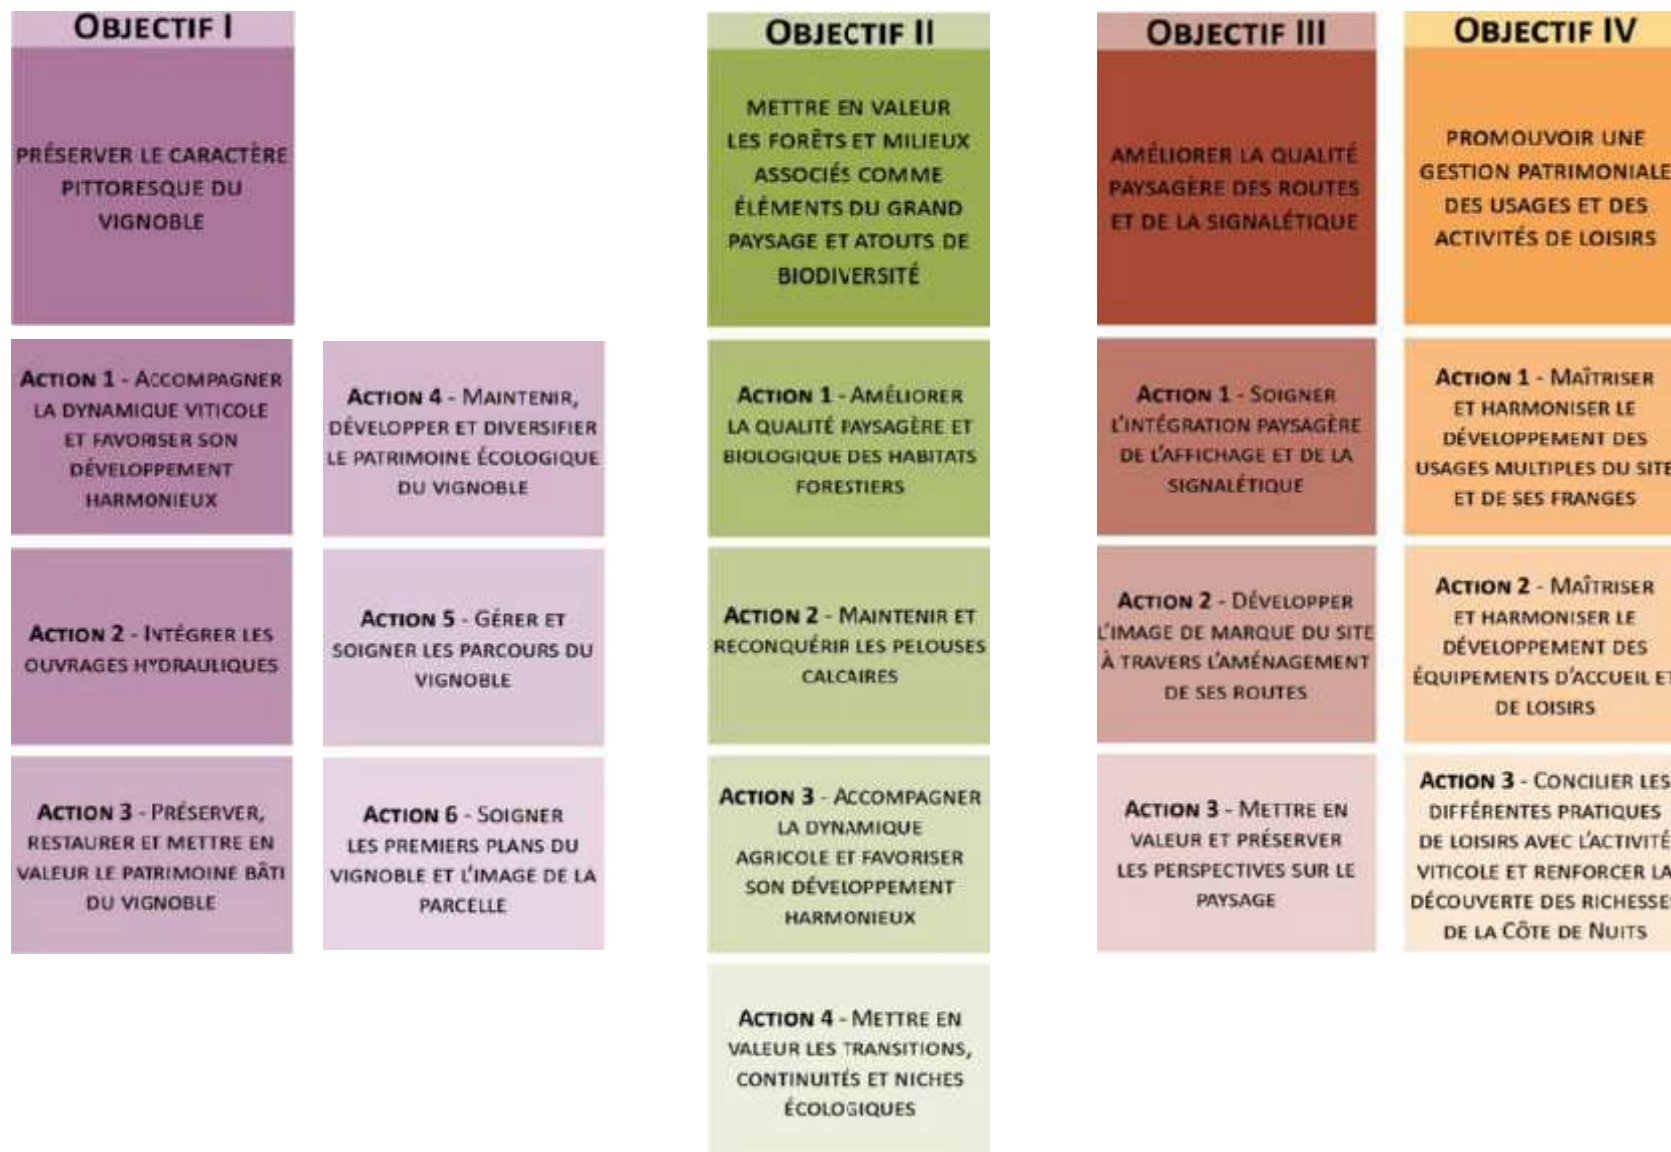 OBJECTIF I
PRÉSERVER LE CARACTÈRE
PITTORESQUE DU
VIGNOBLE
ACTION 1 - ACCOMPAGNER
LA DYNAMIQUE VITICOLE
ET FAVORISER SON
DÉVELOPPEMENT
HARMONIEUX
ACTION 2 - INTÉGRER LES
OUVRAGES HYDRAULIQUES
ACTION 3 - PRÉSERVER,
RESTAURER ET METTRE EN
VALEUR LE PATRIMOINE BÂTI
DU VIGNOBLE
ACTION 4 - MAINTENIR,
DÉVELOPPER ET DIVERSIFIER
LE PATRIMOINE ÉCOLOGIQUE
DU VIGNOBLE
ACTION 5 - GÉRER ET
SOIGNER LES PARCOURS DU
VIGNOBLE
ACTION 6 - SOIGNER
LES PREMIERS PLANS DU
VIGNOBLE ET L'IMAGE DE LA
PARCELLE
OBJECTIF II
METTRE EN VALEUR
LES FORÊTS ET MILIEUX
ASSOCIÉS COMME
ÉLÉMENTS DU GRAND
PAYSAGE ET ATOUTS DE
BIODIVERSITÉ
ACTION 1 - AMÉLIORER
LA QUALITÉ PAYSAGÈRE ET
BIOLOGIQUE DES HABITATS
FORESTIERS
ACTION 2 - MAINTENIR ET
RECONQUÉRIR LES PELOUSES
CALCAIRES
ACTION 3 - ACCOMPAGNER
LA DYNAMIQUE
AGRICOLE ET FAVORISER
SON DÉVELOPPEMENT
HARMONIEUX
ACTION 4 - METTRE EN
VALEUR LES TRANSITIONS,
CONTINUITÉS ET NICHES
ÉCOLOGIQUES
OBJECTIF III
AMÉLIORER LA QUALITÉ
PAYSAGÈRE DES ROUTES
ET DE LA SIGNALÉTIQUE
ACTION 1 - SOIGNER
L'INTÉGRATION PAYSAGÈRE
DE L'AFFICHAGE ET DE LA
SIGNALÉTIQUE
ACTION 2 - DÉVELOPPER
L'IMAGE DE MARQUE DU SITE
À TRAVERS L'AMÉNAGEMENT
DE SES ROUTES
ACTION 3 - METTRE EN
VALEUR ET PRÉSERVER
LES PERSPECTIVES SUR LE
PAYSAGE
OBJECTIF IV
PROMOUVOIR UNE
GESTION PATRIMONIALE
DES USAGES ET DES
ACTIVITÉS DE LOISIRS
ACTION 1 - MAÎTRISER
ET HARMONISER LE
DÉVELOPPEMENT DES
USAGES MULTIPLES DU SITE
ET DE SES FRANGES
ACTION 2 - MAÎTRISER
ET HARMONISER LE
DÉVELOPPEMENT DES
ÉQUIPEMENTS D'ACCUEIL ET
DE LOISIRS
ACTION 3 - CONCILIER LES
DIFFÉRENTES PRATIQUES
DE LOISIRS AVEC L'ACTIVITÉ
VITICOLE ET RENFORCER LA
DÉCOUVERTE DES RICHESSES
DE LA CÔTE DE NUITS